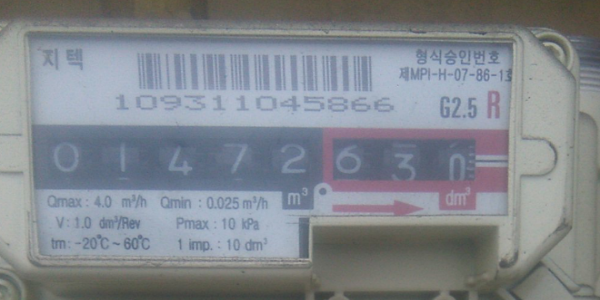 지텍
형식승인번호
제MPI-H-07-86-13
109311045866
G2.5 R
01472630
m³
dm³
Qmax : 4.0 m³/h Qmin : 0.025 m³/h
V : 1.0 dm³/Rev Pmax : 10 kPa
tm : -20℃~60℃ 1 imp. : 10 dm³